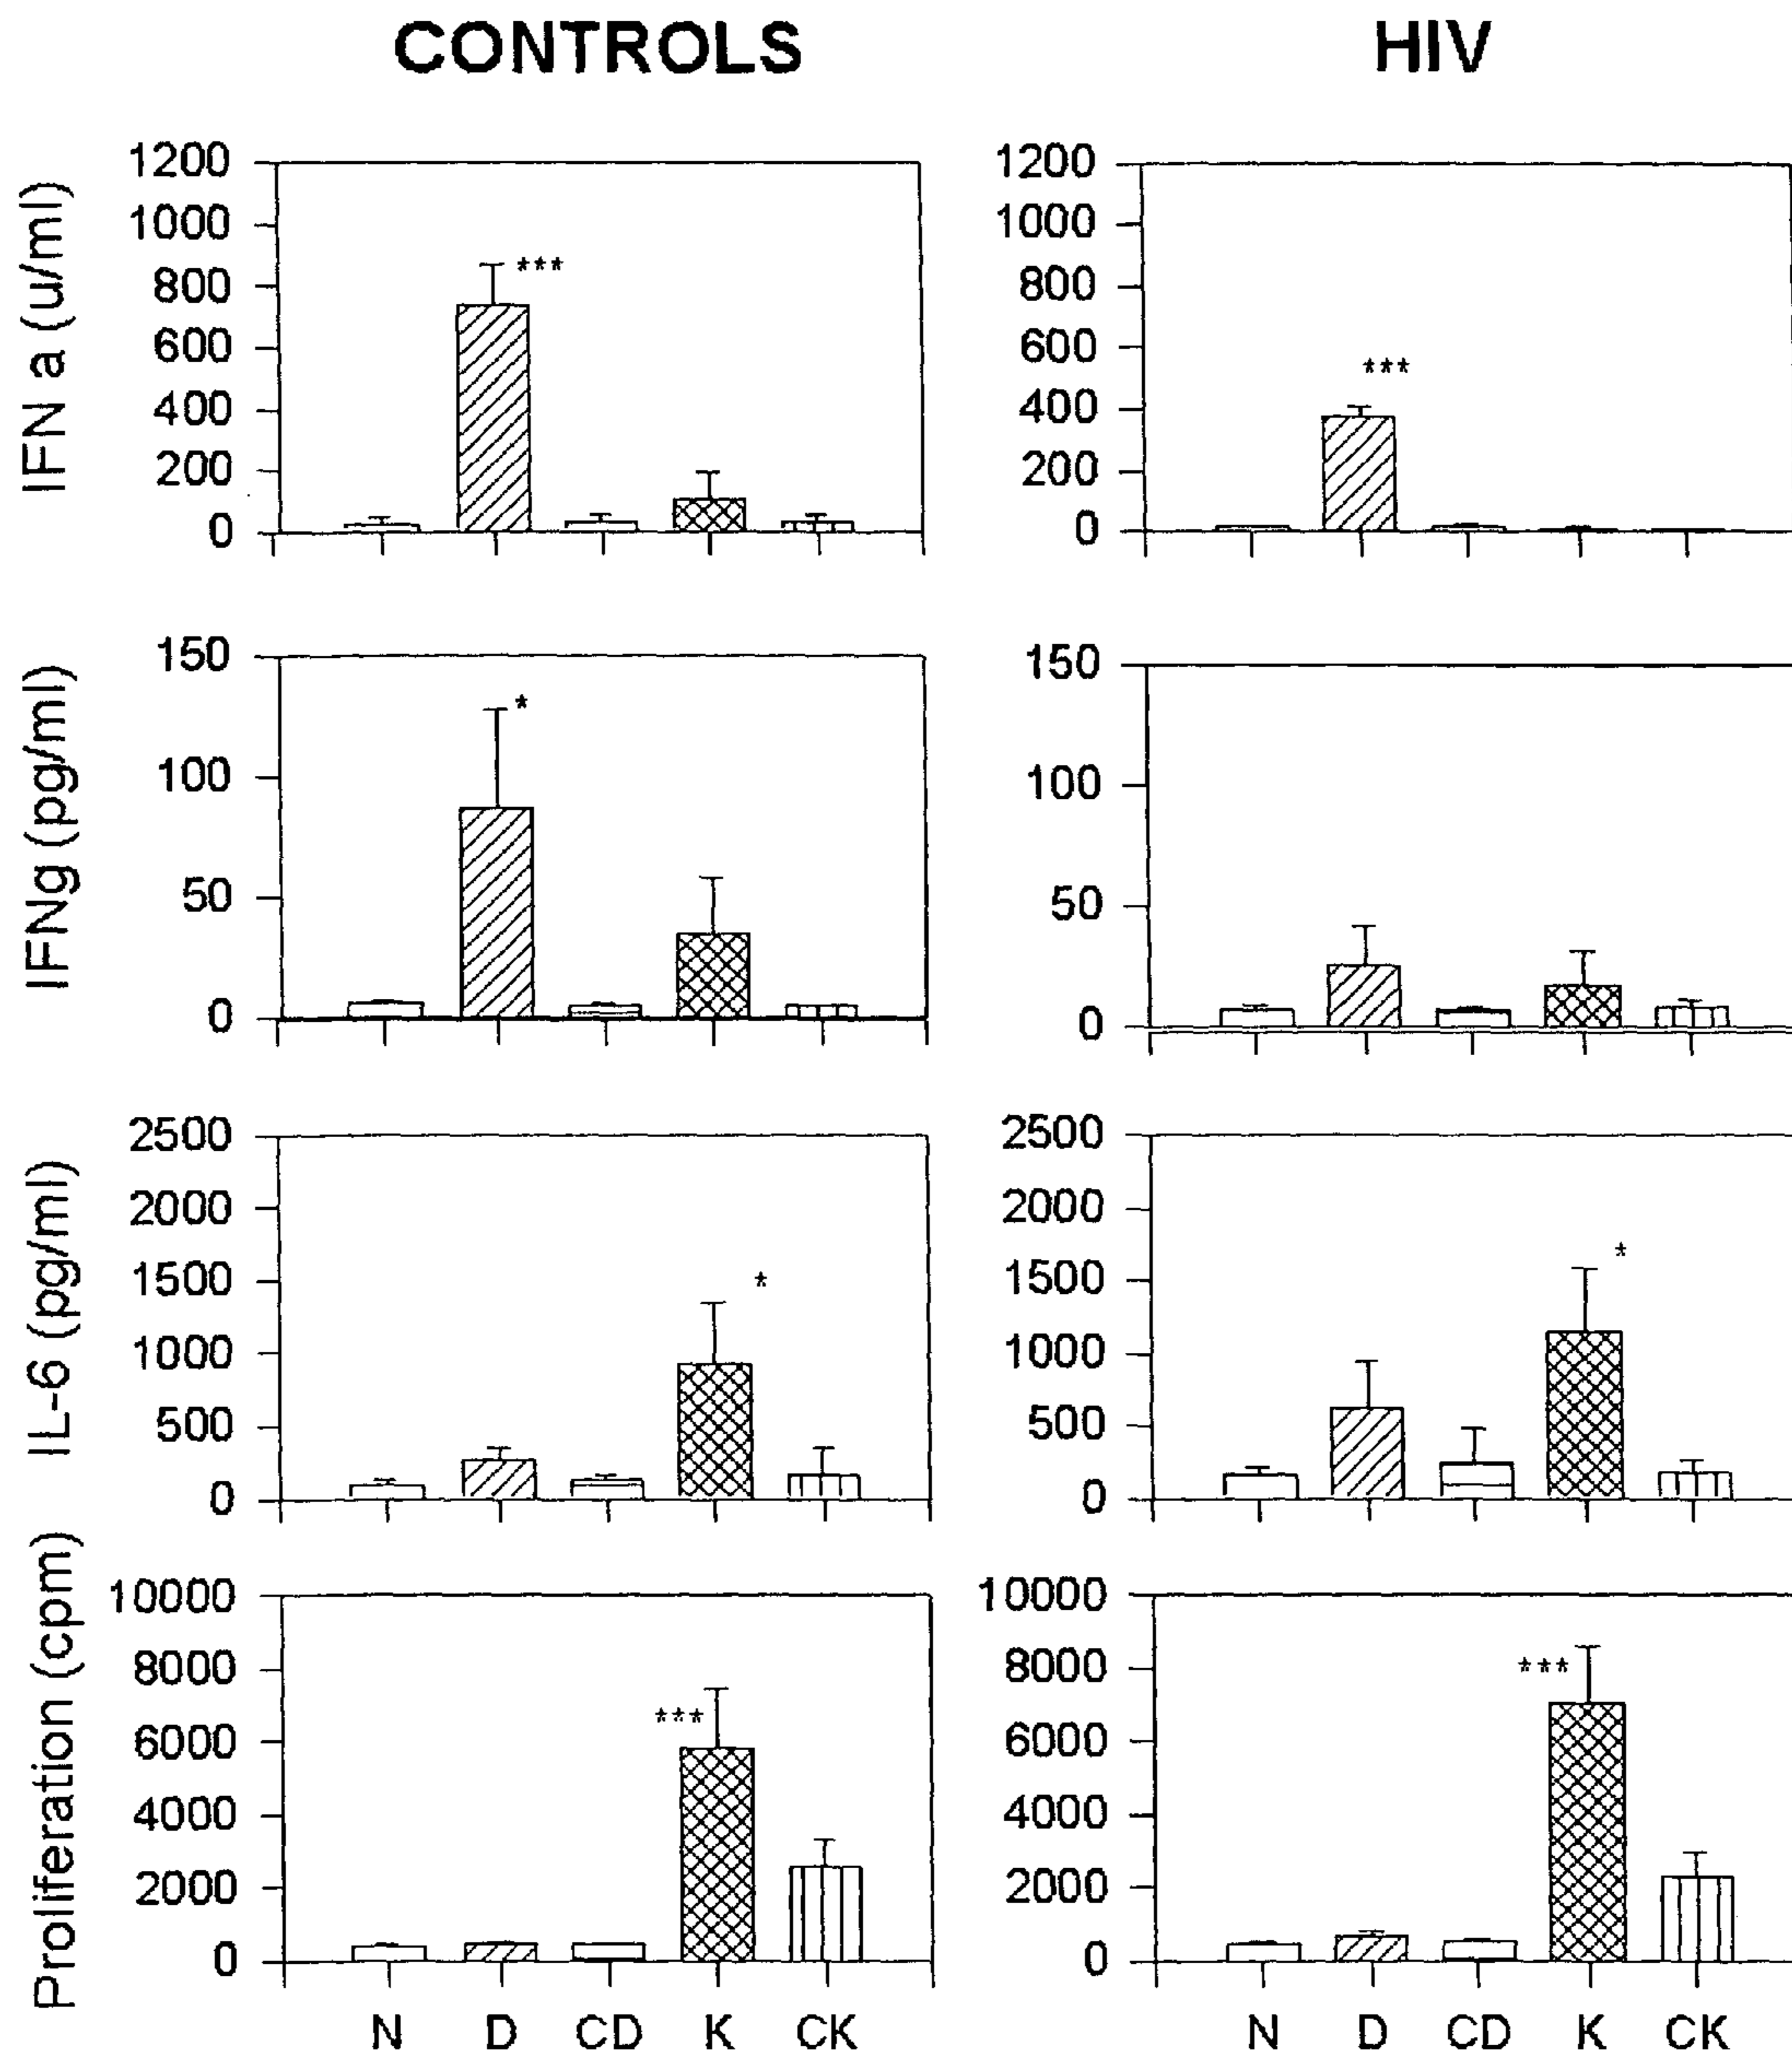 CONTROLS HIV
IFN a (u/ml)
1200 1200
1000 1000
800 *** 800
600 600 ***
400 400
200 200
0 0
IFNg (pg/ml)
150 150
* 
100 100
50 50
0 0
IL-6 (pg/ml)
2500 2500
2000 2000
1500 * 1500 *
1000 1000
500 500
0 0
Proliferation (cpm)
10000 10000
8000 8000 ***
6000 *** 6000
4000 4000
2000 2000
0 0
N D CD K CK N D CD K CK